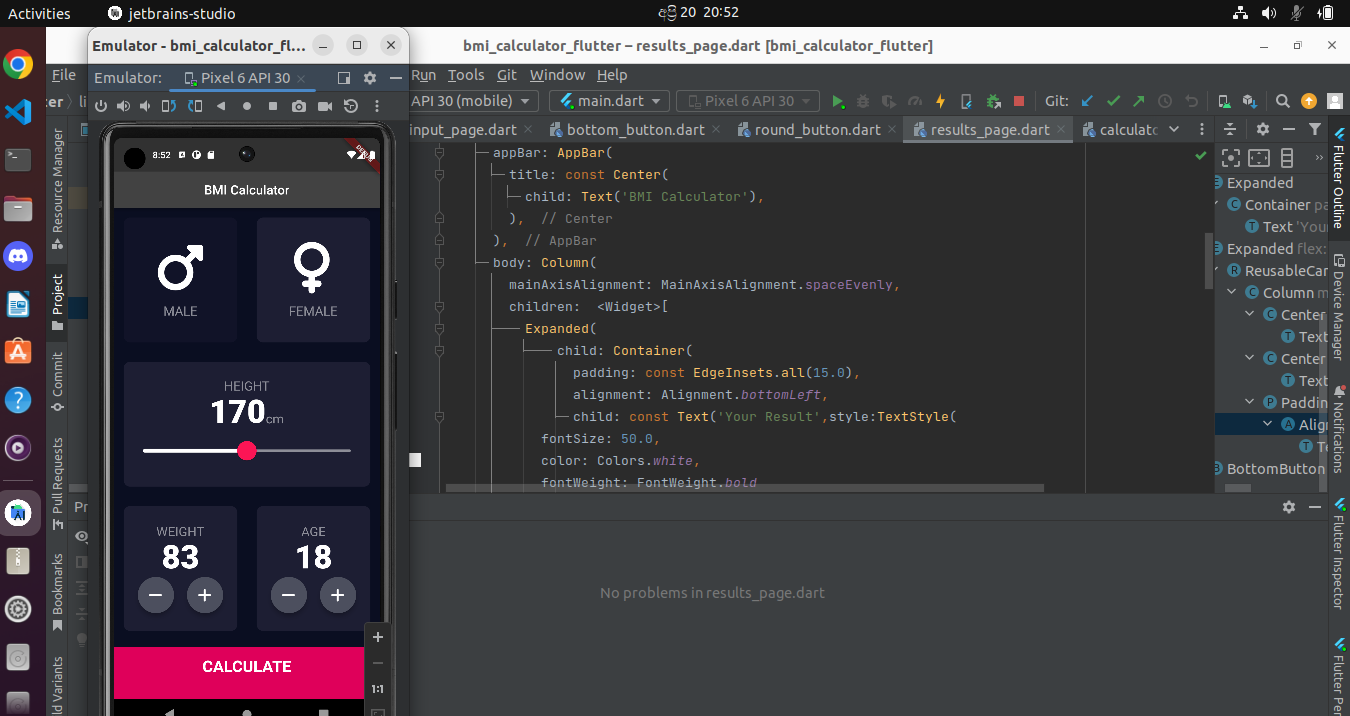 Activities
jetbrains-studio
අප්‍රි 20 20:52
Emulator - bmi_calculator_fl...
bmi_calculator_flutter – results_page.dart [bmi_calculator_flutter]
File
Emulator:
Pixel 6 API 30
Run Tools Git Window Help
ter
li
API 30 (mobile)
main.dart
Pixel 6 API 30
Git:
input_page.dart
bottom_button.dart
round_button.dart
results_page.dart
calculato
8:52
BMI Calculator
MALE
FEMALE
HEIGHT
170cm
WEIGHT
83
AGE
18
CALCULATE
1:1
Resource Manager
Project
Commit
Pull Requests
Bookmarks
ld Variants
Pr
appBar: AppBar(
title: const Center(
child: Text('BMI Calculator'),
), // Center
), // AppBar
body: Column(
mainAxisAlignment: MainAxisAlignment.spaceEvenly,
children: <Widget>[
Expanded(
child: Container(
padding: const EdgeInsets.all(15.0),
alignment: Alignment.bottomLeft,
child: const Text('Your Result',style:TextStyle(
fontSize: 50.0,
color: Colors.white,
fontWeight: FontWeight.bold
No problems in results_page.dart
Expanded
Container pa
Text 'Your
Expanded flex:
ReusableCar
Column m
Center
Text
Center
Text
Paddin
Align
Te
BottomButton
Flutter Outline
Device Manager
Notifications
Flutter Inspector
Flutter Per